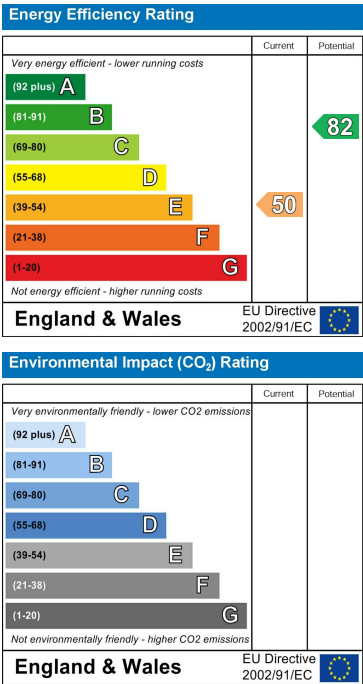 Energy Efficiency Rating
Current Potential
Very energy efficient - lower running costs
(92 plus) A
(81-91) B
82
(69-80) C
(55-68) D
(39-54) E
50
(21-38) F
(1-20) G
Not energy efficient - higher running costs
England & Wales
EU Directive
2002/91/EC
Environmental Impact (CO₂) Rating
Current Potential
Very environmentally friendly - lower CO2 emissions
(92 plus) A
(81-91) B
(69-80) C
(55-68) D
(39-54) E
(21-38) F
(1-20) G
Not environmentally friendly - higher CO2 emissions
England & Wales
EU Directive
2002/91/EC